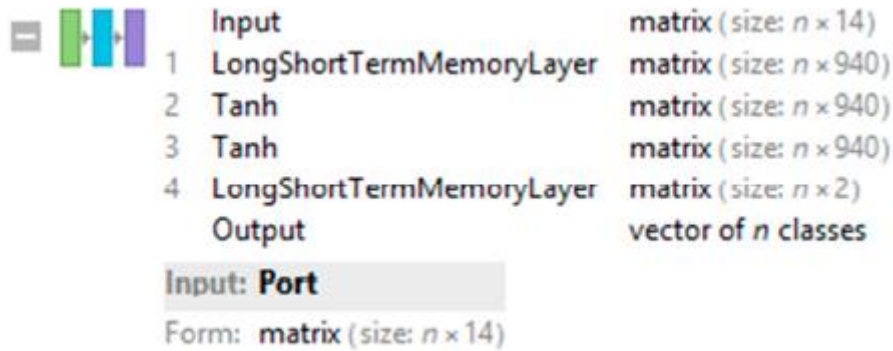 Input matrix (size: n × 14)
1 LongShortTermMemoryLayer matrix (size: n × 940)
2 Tanh matrix (size: n × 940)
3 Tanh matrix (size: n × 940)
4 LongShortTermMemoryLayer matrix (size: n × 2)
Output vector of n classes
Input: Port
Form: matrix (size: n × 14)